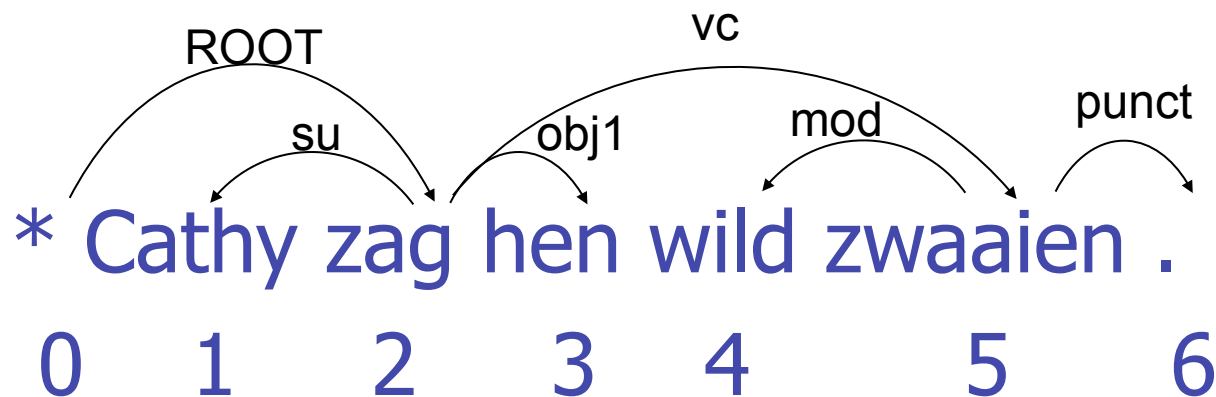 vc
ROOT
punct
su obj1 mod
* Cathy zag hen wild zwaaien .
0 1 2 3 4 5 6